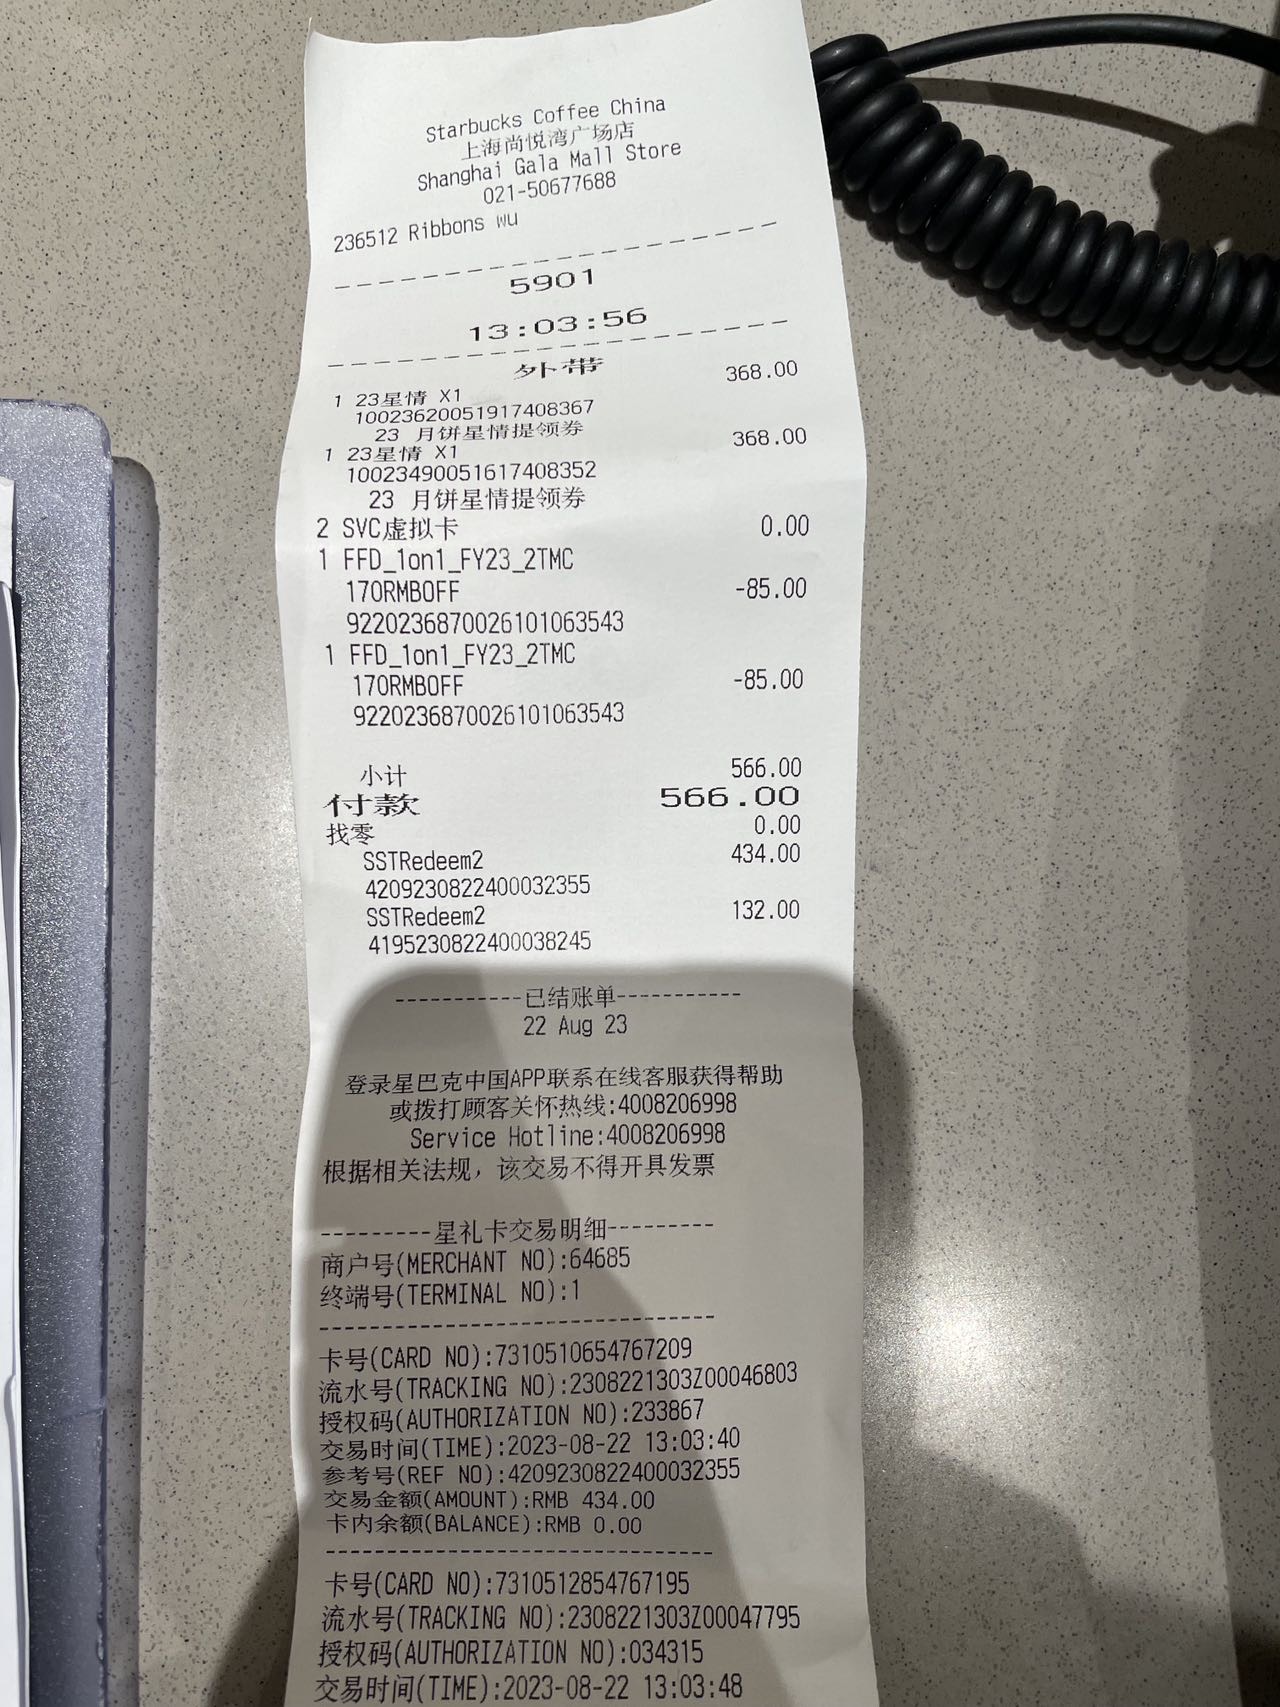 Starbucks Coffee China
上海尚悦湾广场店
Shanghai Gala Mall Store
021-50677688
236512 Ribbons wu
5901
13:03:56
外带
1 23星情 X1 368.00
10023620051917408367
23 月饼星情提领券
1 23星情 X1 368.00
10023490051617408352
23 月饼星情提领券
2 SVC虚拟卡 0.00
1 FFD_1on1_FY23_2TMC
170RMBOFF -85.00
9220236870026101063543
1 FFD_1on1_FY23_2TMC
170RMBOFF -85.00
9220236870026101063543
小计 566.00
付款 566.00
找零 0.00
SSTRedeem2 434.00
4209230822400032355
SSTRedeem2 132.00
4195230822400038245
-----------已结账单-----------
22 Aug 23
登录星巴克中国APP联系在线客服获得帮助
或拨打顾客关怀热线:4008206998
Service Hotline:4008206998
根据相关法规，该交易不得开具发票
---------星礼卡交易明细---------
商户号(MERCHANT NO):64685
终端号(TERMINAL NO):1
卡号(CARD NO):7310510654767209
流水号(TRACKING NO):2308221303Z00046803
授权码(AUTHORIZATION NO):233867
交易时间(TIME):2023-08-22 13:03:40
参考号(REF NO):4209230822400032355
交易金额(AMOUNT):RMB 434.00
卡内余额(BALANCE):RMB 0.00
卡号(CARD NO):7310512854767195
流水号(TRACKING NO):2308221303Z00047795
授权码(AUTHORIZATION NO):034315
交易时间(TIME):2023-08-22 13:03:48